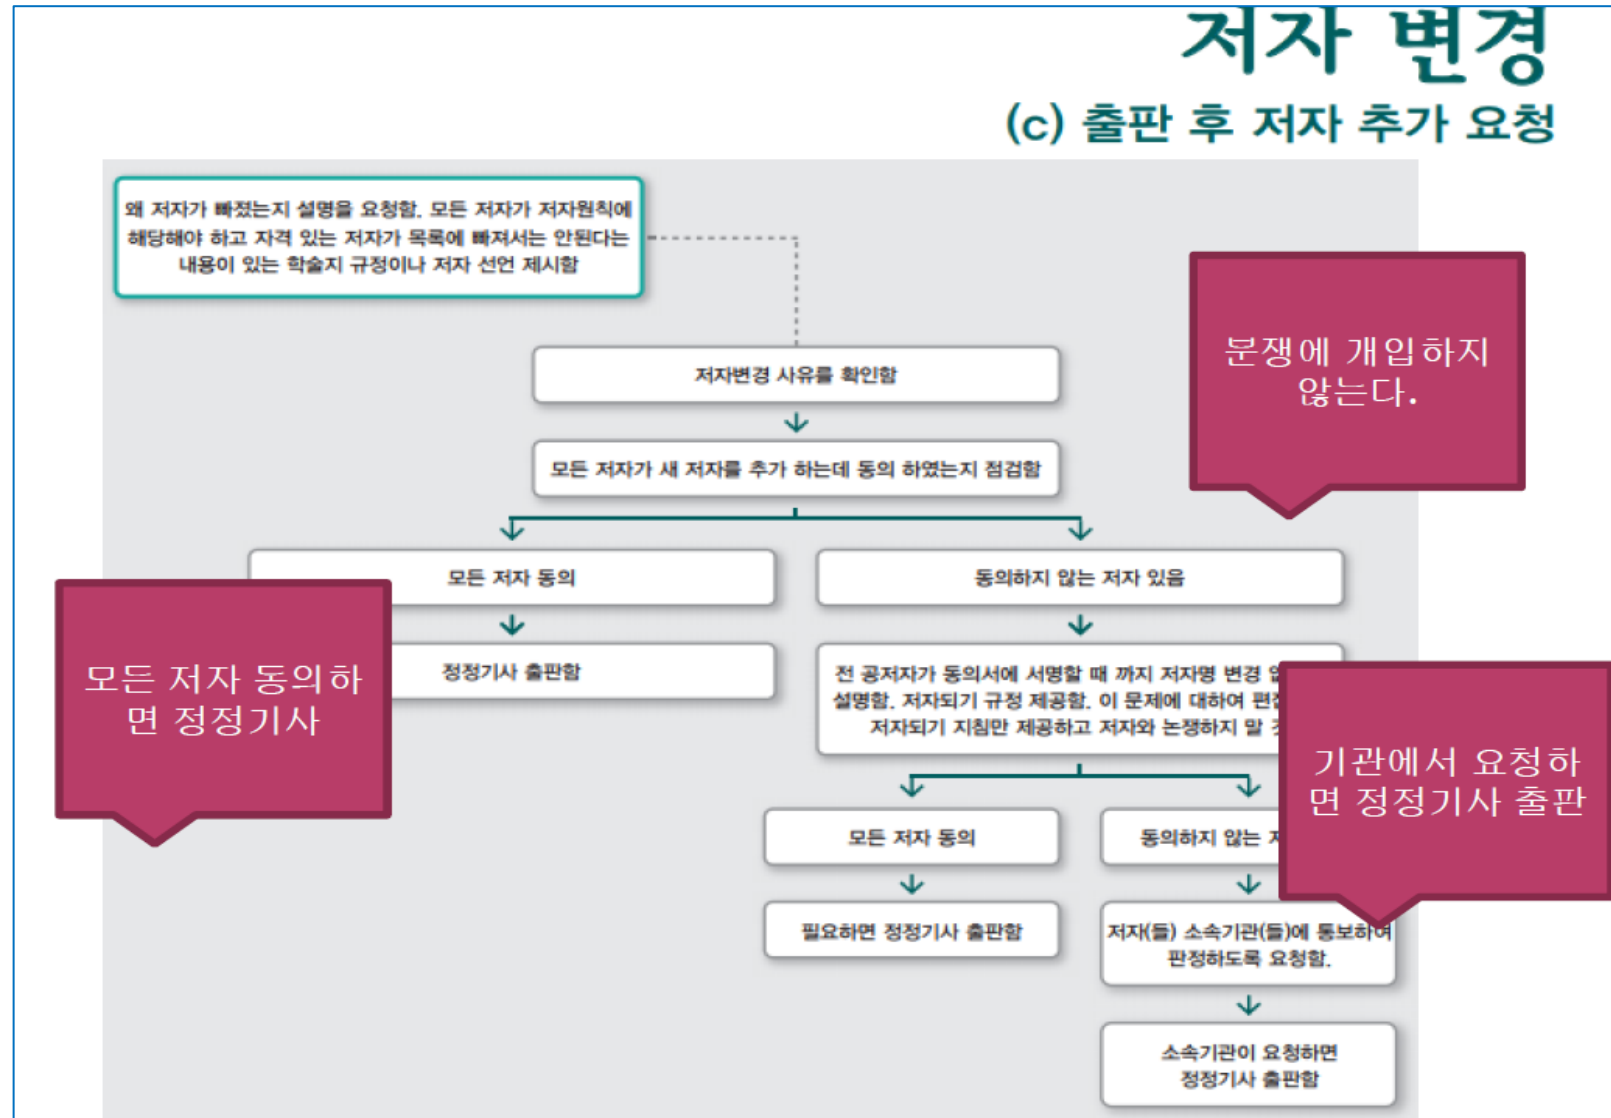 저자 변경
(c) 출판 후 저자 추가 요청
왜 저자가 빠졌는지 설명을 요청함. 모든 저자가 저자원칙에
해당해야 하고 자격 있는 저자가 목록에 빠져서는 안된다는
내용이 있는 학술지 규정이나 저자 선언 제시함
분쟁에 개입하지
않는다.
저자변경 사유를 확인함
모든 저자가 새 저자를 추가 하는데 동의 하였는지 점검함
모든 저자 동의
동의하지 않는 저자 있음
모든 저자 동의하
면 정정기사
정정기사 출판함
전 공저자가 동의서에 서명할 때 까지 저자명 변경
설명함. 저자되기 규정 제공함. 이 문제에 대하여
저자되기 지침만 제공하고 저자와 논쟁하지 말
기관에서 요청하
면 정정기사 출판
모든 저자 동의
동의하지 않는
필요하면 정정기사 출판함
저자(들) 소속기관(들)에 통보하여
판정하도록 요청함.
소속기관이 요청하면
정정기사 출판함